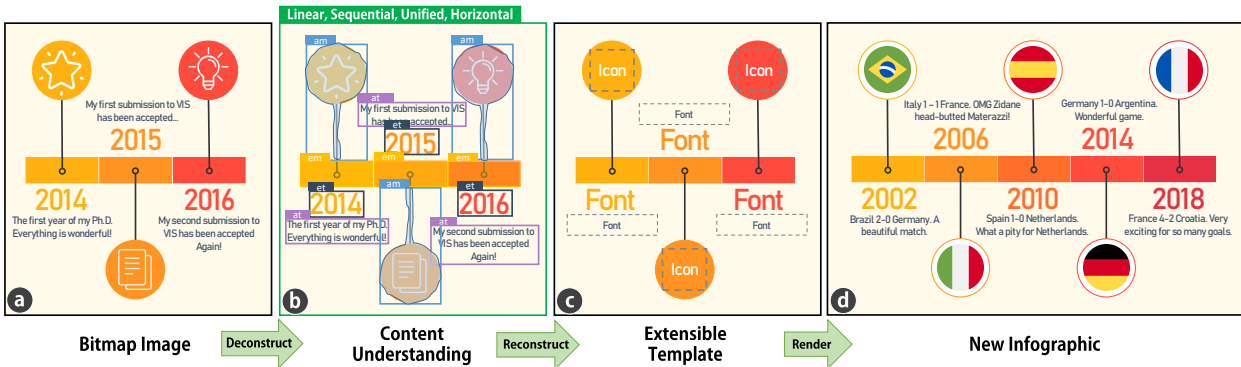 Linear, Sequential, Unified, Horizontal
My first submission to VIS
has been accepted...
2015
2014
The first year of my Ph.D.
Everything is wonderful!
2016
My second submission to
VIS has been accepted
Again!
a
am
am
at
My first submission to VIS
has been accepted...
et
2015
em
em
em
et
2014
at
The first year of my Ph.D.
Everything is wonderful!
am
et
2016
at
My second submission to
VIS has been accepted
Again!
b
Icon
Icon
Font
Font
Font
Font
Font
Font
Icon
c
Italy 1 – 1 France. OMG Zidane
head-butted Materazzi!
2006
Germany 1-0 Argentina.
Wonderful game.
2014
2002
Brazil 2-0 Germany. A
beautiful match.
2010
Spain 1-0 Netherlands.
What a pity for Netherlands.
2018
France 4-2 Croatia. Very
exciting for so many goals.
d
Bitmap Image
Deconstruct
Content
Understanding
Reconstruct
Extensible
Template
Render
New Infographic